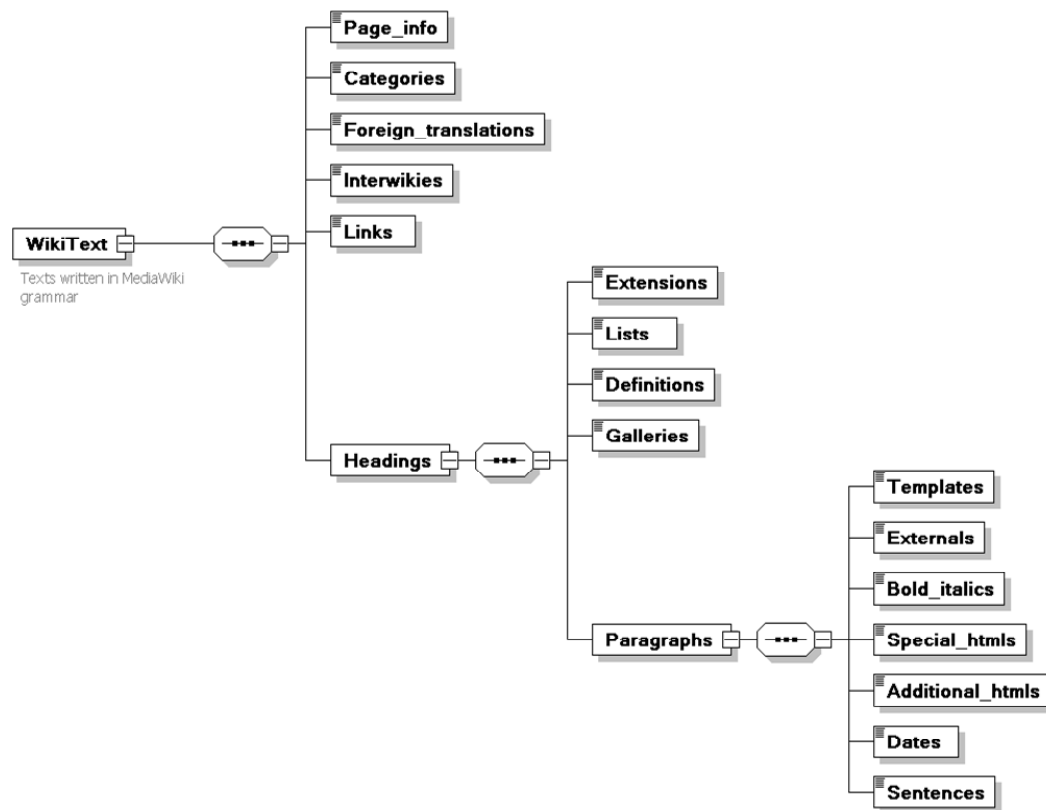 Page_info
Categories
Foreign_translations
Interwikies
Links
WikiText
Texts written in MediaWiki
grammar
Extensions
Lists
Definitions
Galleries
Headings
Templates
Externals
Bold_italics
Paragraphs
Special_htmls
Additional_htmls
Dates
Sentences